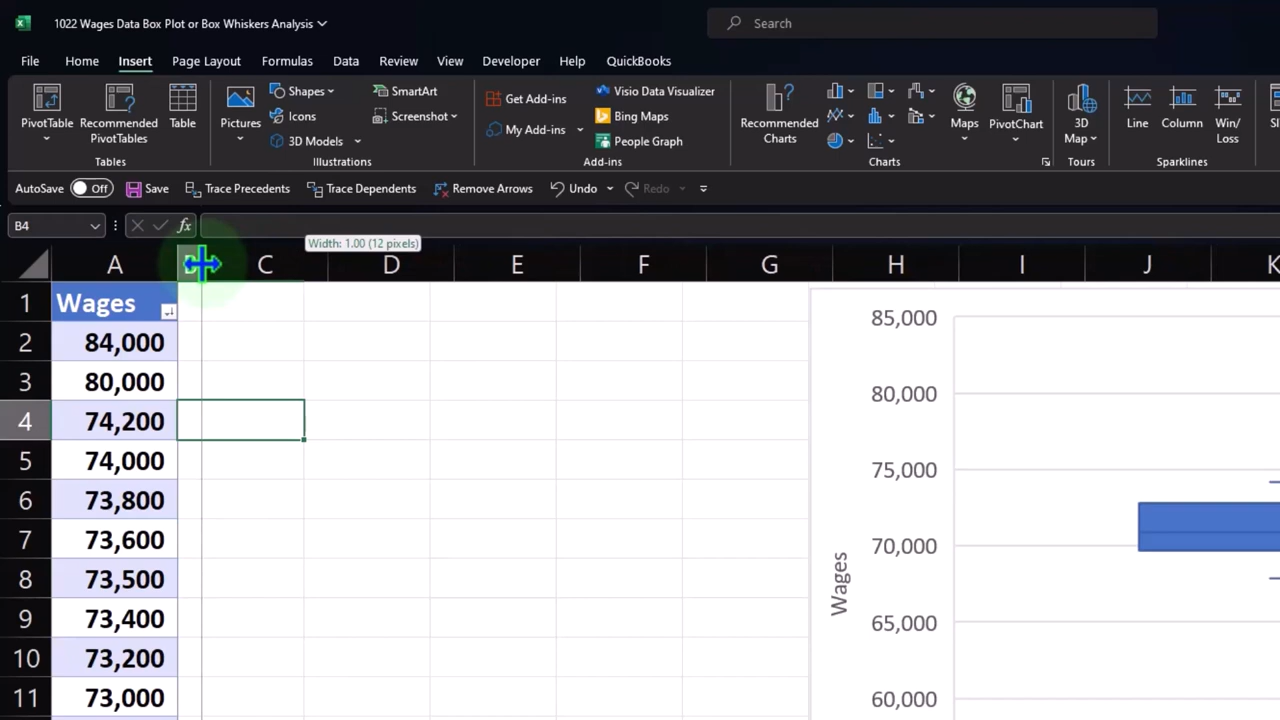 1022 Wages Data Box Plot or Box Whiskers Analysis
Search
File Home Insert Page Layout Formulas Data Review View Developer Help QuickBooks
PivotTable
Recommended PivotTables
Table
Tables
Pictures
Shapes
Icons
3D Models
SmartArt
Screenshot
Illustrations
Get Add-ins
My Add-ins
Visio Data Visualizer
Bing Maps
People Graph
Add-ins
Recommended Charts
Maps
PivotChart
Charts
3D Map
Tours
Line
Column
Win/
Loss
Sparklines
AutoSave Off Save Trace Precedents Trace Dependents Remove Arrows Undo Redo
B4 fx
Width: 1.00 (12 pixels)
A C D E F G H I J K
1 Wages
2 84,000
3 80,000
4 74,200
5 74,000
6 73,800
7 73,600
8 73,500
9 73,400
10 73,200
11 73,000
85,000
80,000
75,000
70,000
65,000
60,000
Wages